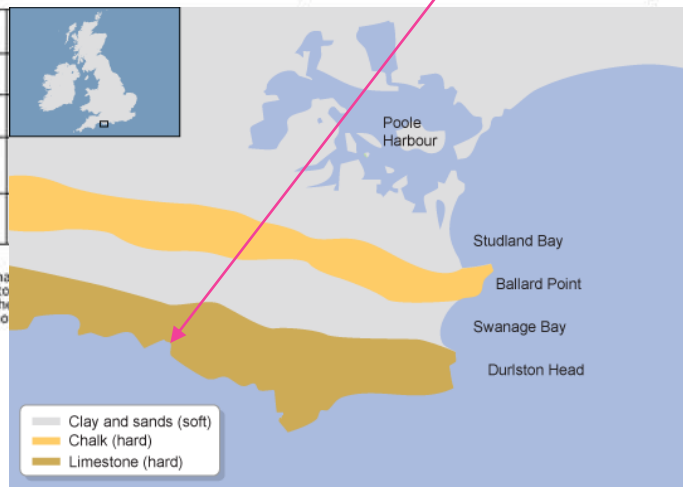 Poole
Harbour
Studland Bay
Ballard Point
Swanage Bay
Durlston Head
Clay and sands (soft)
Chalk (hard)
Limestone (hard)